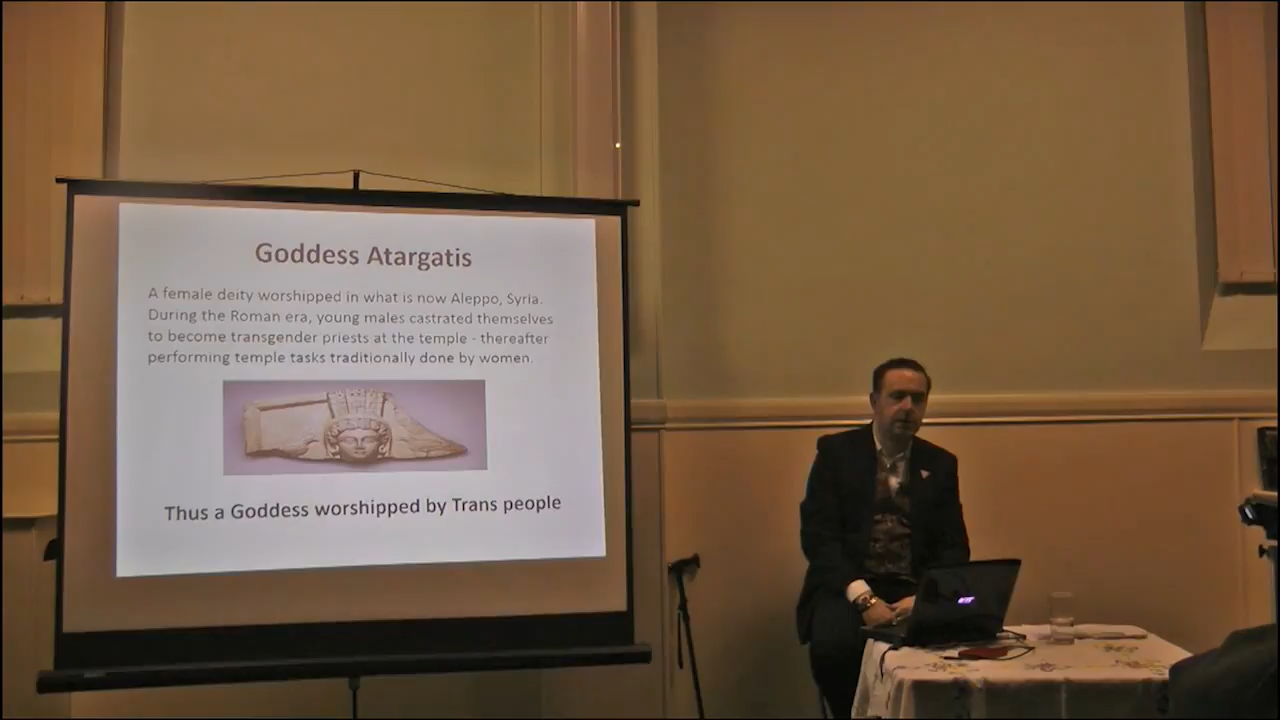 Goddess Atargatis
A female deity worshipped in what is now Aleppo, Syria.
During the Roman era, young males castrated themselves
to become transgender priests at the temple - thereafter
performing temple tasks traditionally done by women.
Thus a Goddess worshipped by Trans people